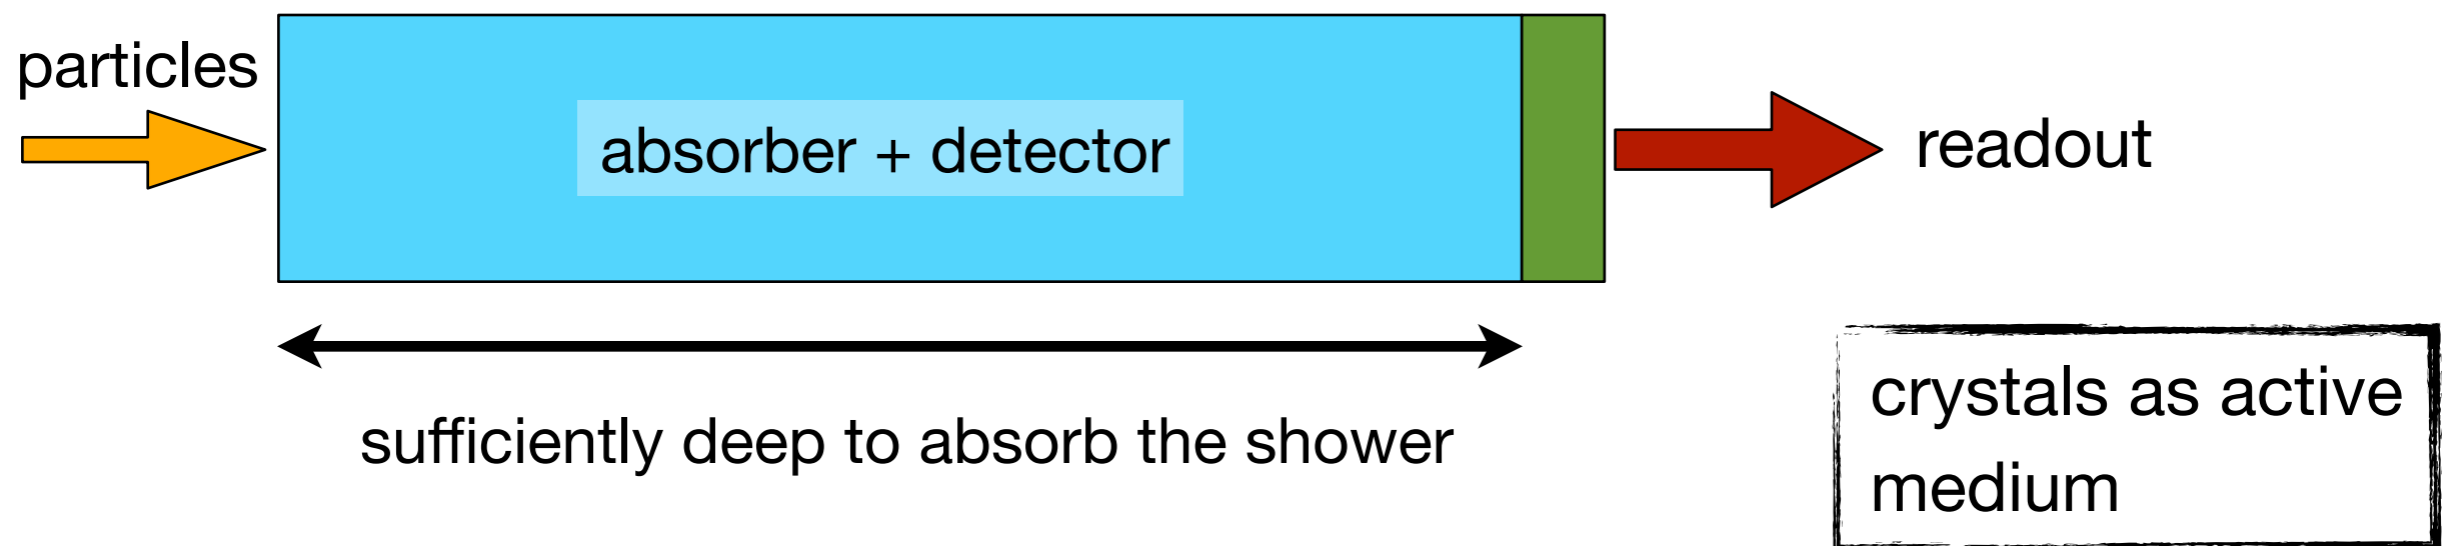 particles
absorber + detector
readout
sufficiently deep to absorb the shower
crystals as active
medium